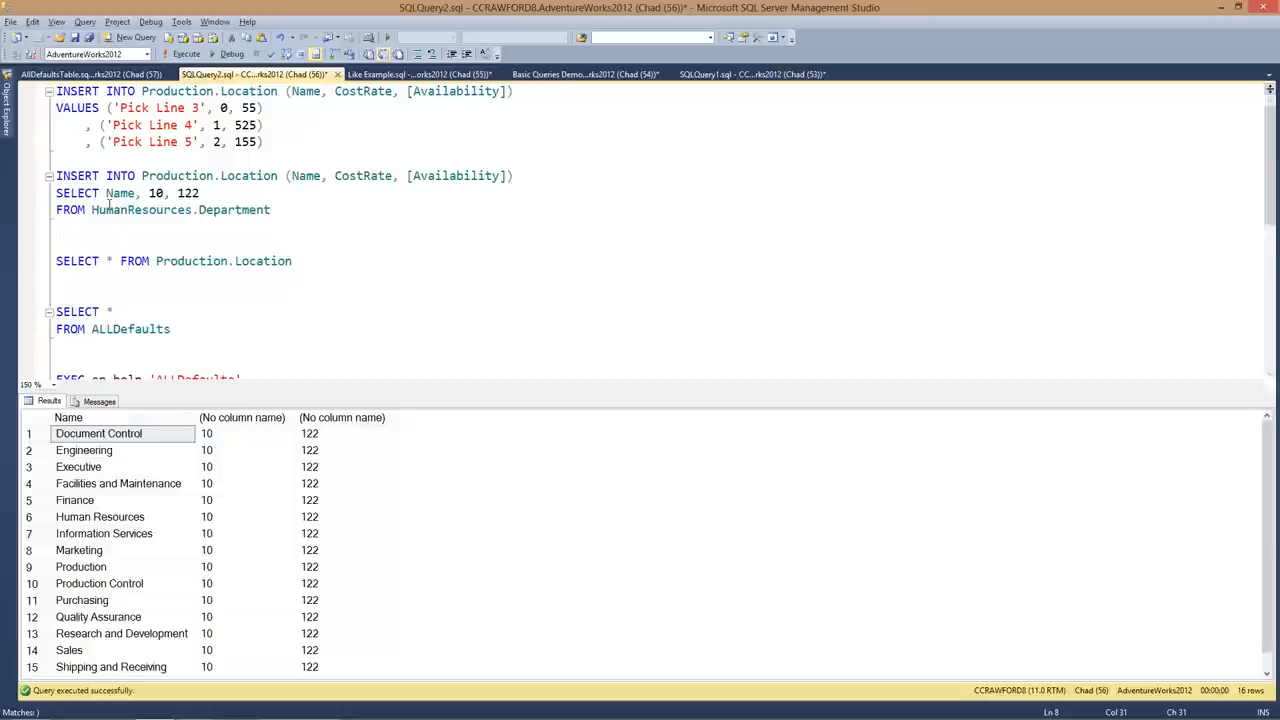 SQLQuery2.sql - CCRAWFORD8.AdventureWorks2012 (Chad (56))* - Microsoft SQL Server Management Studio
File Edit View Query Project Debug Tools Window Help
New Query
AdventureWorks2012 Execute Debug
AllDefaultsTable.sq...rks2012 (Chad (57)) SQLQuery2.sql - CC...rks2012 (Chad (56))* Like Example.sql -...orks2012 (Chad (55))* Basic Queries Demo...rks2012 (Chad (54))* SQLQuery1.sql - CC...rks2012 (Chad (53))*
Object Explorer
INSERT INTO Production.Location (Name, CostRate, [Availability])
VALUES ('Pick Line 3', 0, 55)
, ('Pick Line 4', 1, 525)
, ('Pick Line 5', 2, 155)
INSERT INTO Production.Location (Name, CostRate, [Availability])
SELECT Name, 10, 122
FROM HumanResources.Department
SELECT * FROM Production.Location
SELECT *
FROM ALLDefaults
EXEC sp_help 'ALLDefaults'
150 %
Results Messages
Name (No column name) (No column name)
1 Document Control 10 122
2 Engineering 10 122
3 Executive 10 122
4 Facilities and Maintenance 10 122
5 Finance 10 122
6 Human Resources 10 122
7 Information Services 10 122
8 Marketing 10 122
9 Production 10 122
10 Production Control 10 122
11 Purchasing 10 122
12 Quality Assurance 10 122
13 Research and Development 10 122
14 Sales 10 122
15 Shipping and Receiving 10 122
Query executed successfully. CCRAWFORD8 (11.0 RTM) Chad (56) AdventureWorks2012 00:00:00 16 rows
Matches: ) Ln 8 Col 31 Ch 31 INS